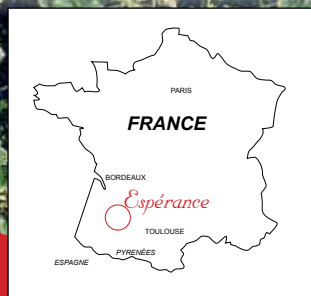 PARIS
FRANCE
BORDEAUX
Espérance
TOULOUSE
PYRENÉES
ESPAGNE